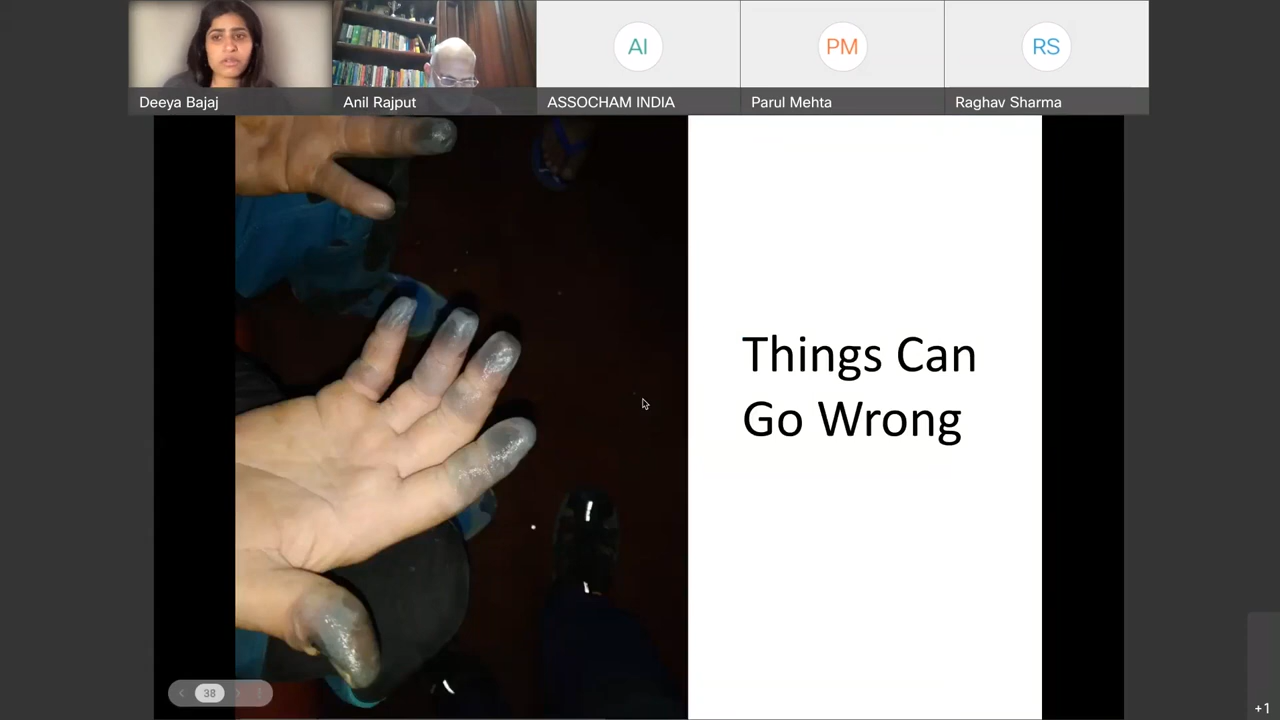 AI
PM
RS
Deeya Bajaj
Anil Rajput
ASSOCHAM INDIA
Parul Mehta
Raghav Sharma
Things Can
Go Wrong
38
+1